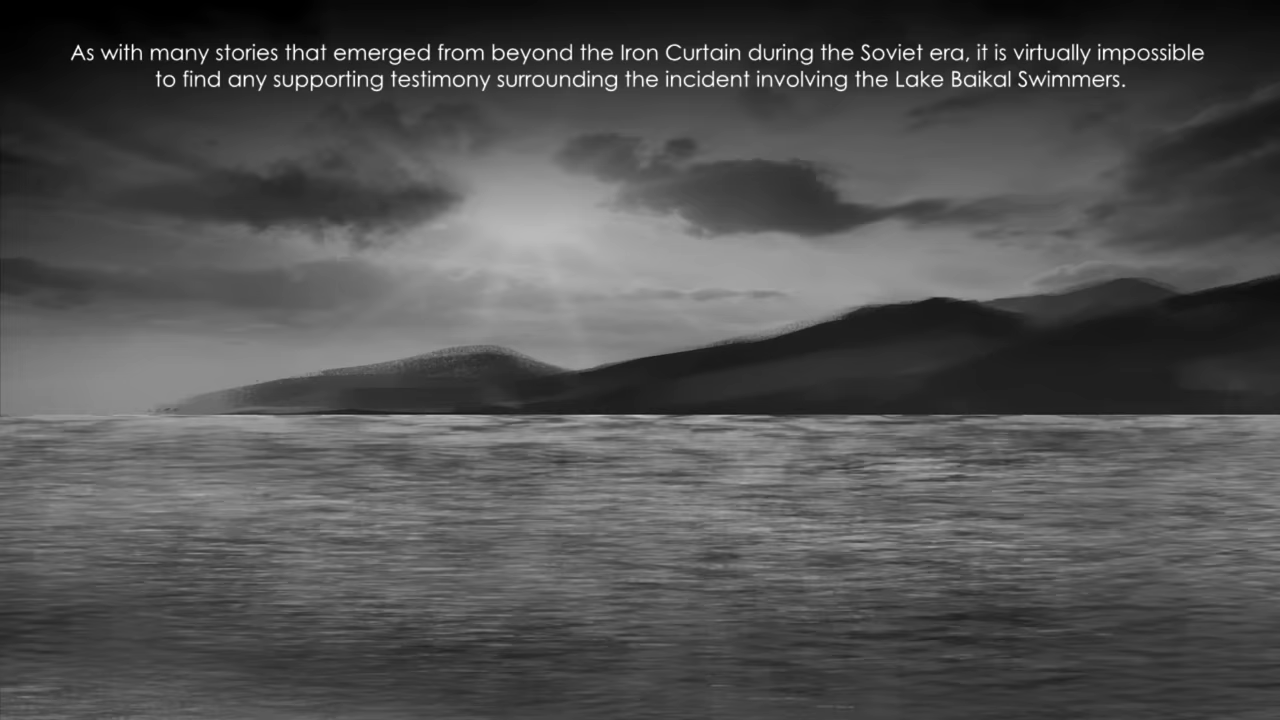 As with many stories that emerged from beyond the Iron Curtain during the Soviet era, it is virtually impossible
to find any supporting testimony surrounding the incident involving the Lake Baikal Swimmers.